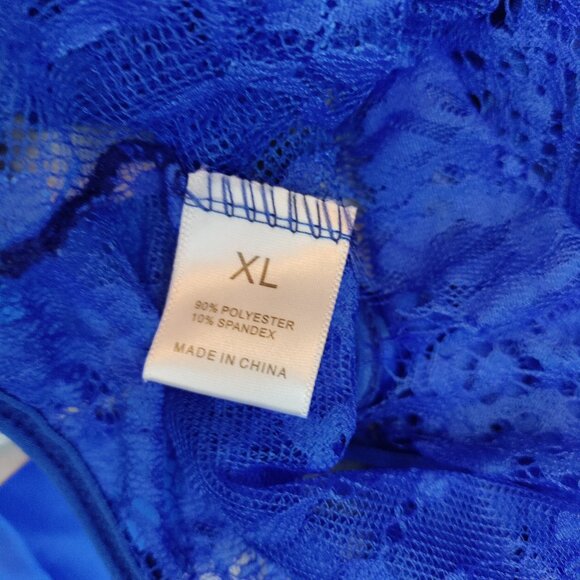 XL
90% POLYESTER
10% SPANDEX
MADE IN CHINA